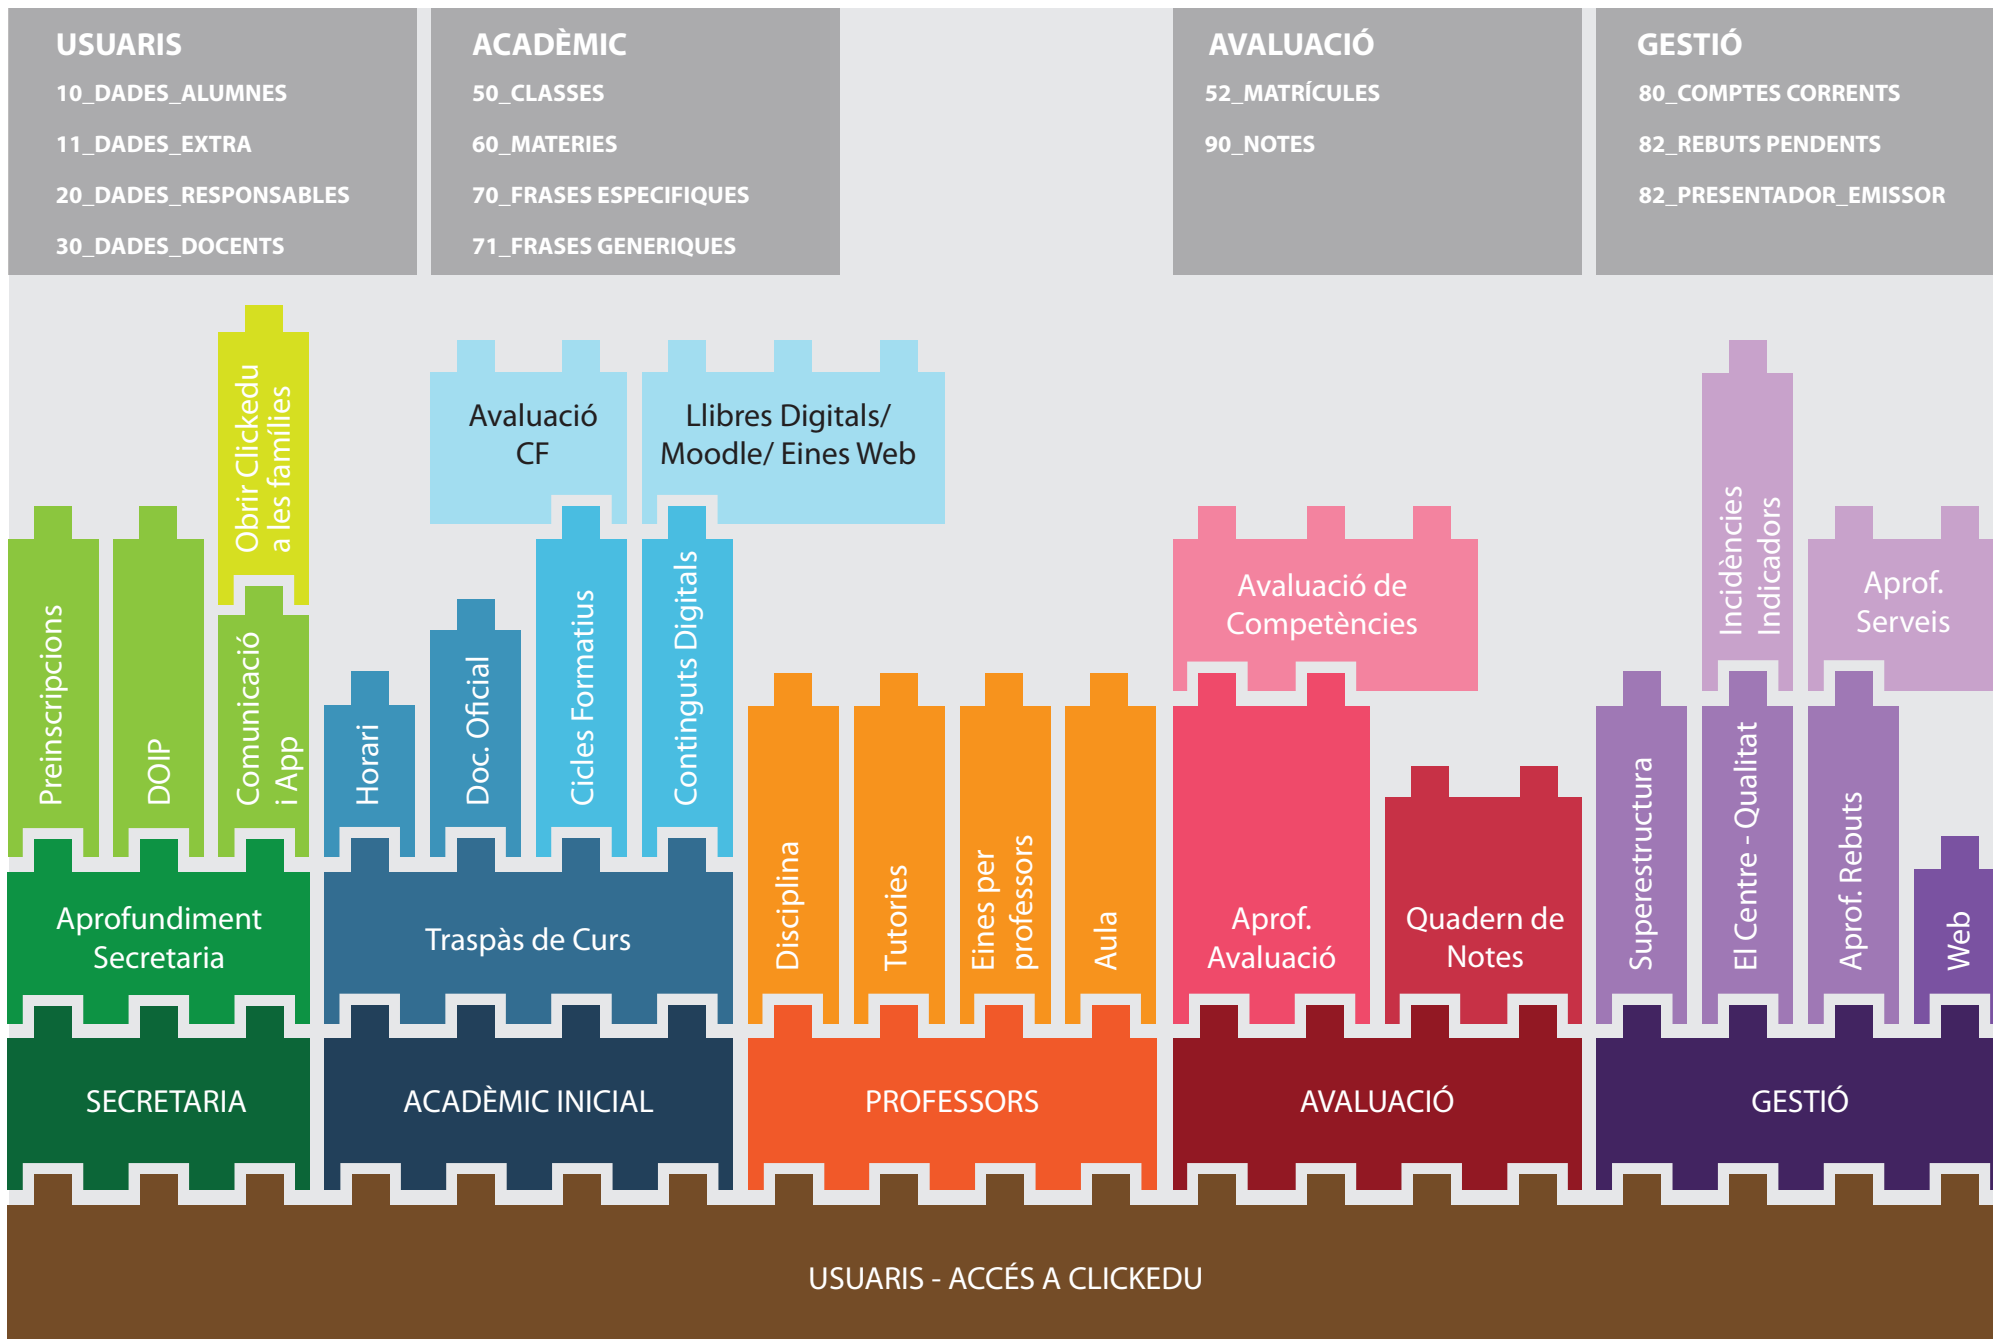 USUARIS
10_DADES_ALUMNES
11_DADES_EXTRA
20_DADES_RESPONSABLES
30_DADES_DOCENTS
ACADÈMIC
50_CLASSES
60_MATERIES
70_FRASES ESPECIFIQUES
71_FRASES GENERIQUES
AVALUACIÓ
52_MATRÍCULES
90_NOTES
GESTIÓ
80_COMPTES CORRENTS
82_REBUTS PENDENTS
82_PRESENTADOR_EMISSOR
Preinscripcions
DOIP
Obrir Clickedu
a les famílies
Comunicació
i App
Aprofundiment
Secretaria
SECRETARIA
Avaluació
CF
Llibres Digitals/
Moodle/ Eines Web
Horari
Doc. Oficial
Cicles Formatius
Continguts Digitals
Traspàs de Curs
ACADÈMIC INICIAL
Disciplina
Tutories
Eines per
professors
Aula
PROFESSORS
Avaluació de
Competències
Aprof.
Avaluació
Quadern de
Notes
AVALUACIÓ
Incidències
Indicadors
Aprof.
Serveis
Superestructura
El Centre - Qualitat
Aprof. Rebuts
Web
GESTIÓ
USUARIS - ACCÉS A CLICKEDU